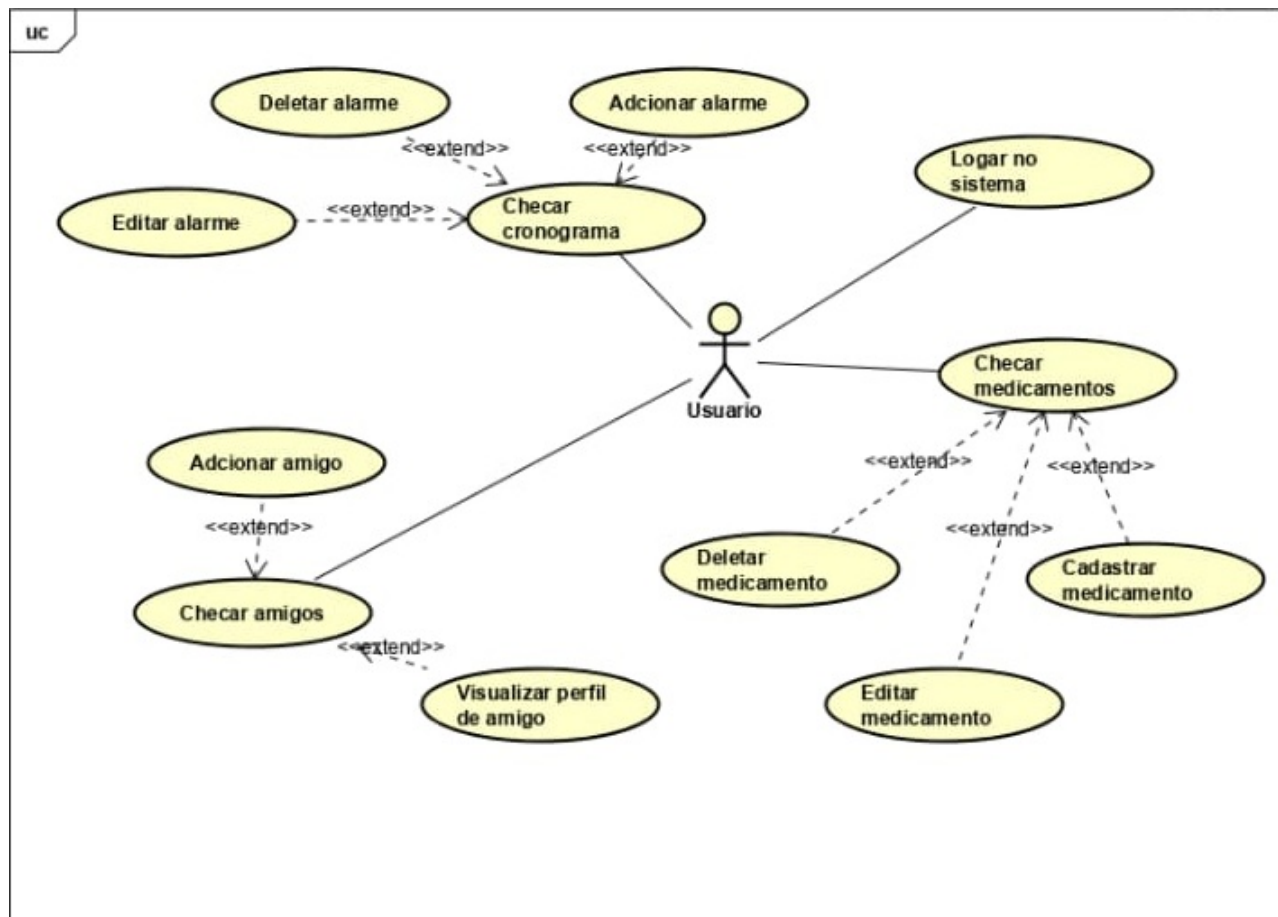 uc
Deletar alarme
Adcionar alarme
<<extend>>
<<extend>>
Logar no
sistema
Editar alarme
<<extend>>
Checar
cronograma
Checar
medicamentos
Usuario
Adcionar amigo
<<extend>>
<<extend>>
<<extend>>
<<extend>>
Deletar
medicamento
Cadastrar
medicamento
Checar amigos
<<extend>>
Visualizar perfil
de amigo
Editar
medicamento